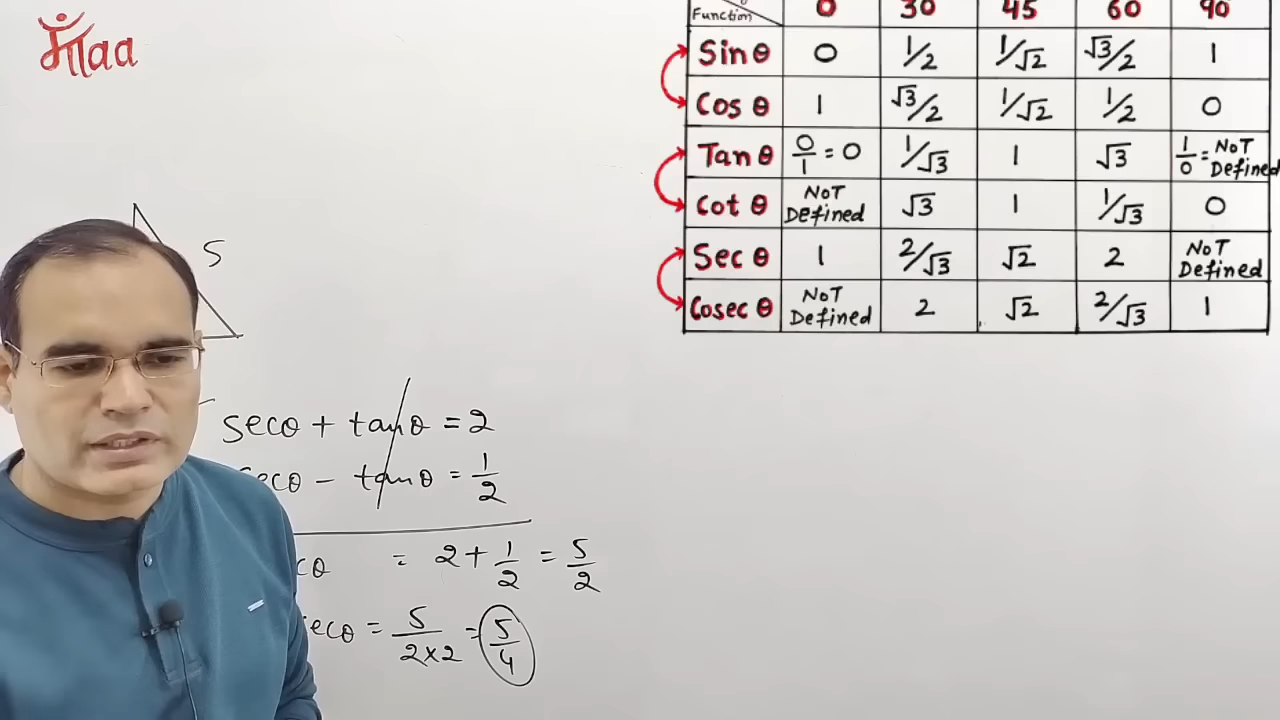 माँaa
Function 0 30 45 60 90
Sin θ 0 1/2 1/√2 √3/2 1
Cos θ 1 √3/2 1/√2 1/2 0
Tan θ 0/1 = 0 1/√3 1 √3 1/0 = NOT Defined
Cot θ NOT Defined √3 1 1/√3 0
Sec θ 1 2/√3 √2 2 NOT Defined
Cosec θ NOT Defined 2 √2 2/√3 1
5
secθ + tanθ = 2
secθ - tanθ = 1/2
= 2 + 1/2 = 5/2
secθ = 5/2×2 = 5/4